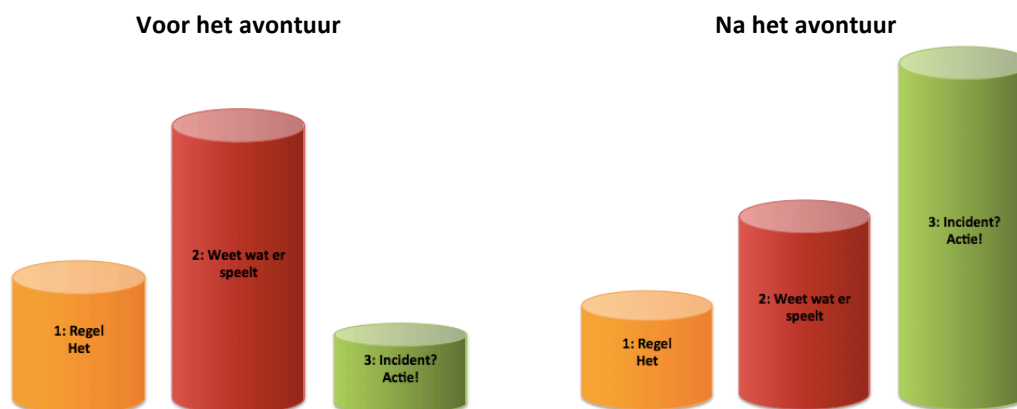 Voor het avontuur
1: Regel
Het
2: Weet wat er
speelt
3: Incident?
Actie!
Na het avontuur
1: Regel
Het
2: Weet wat er
speelt
3: Incident?
Actie!